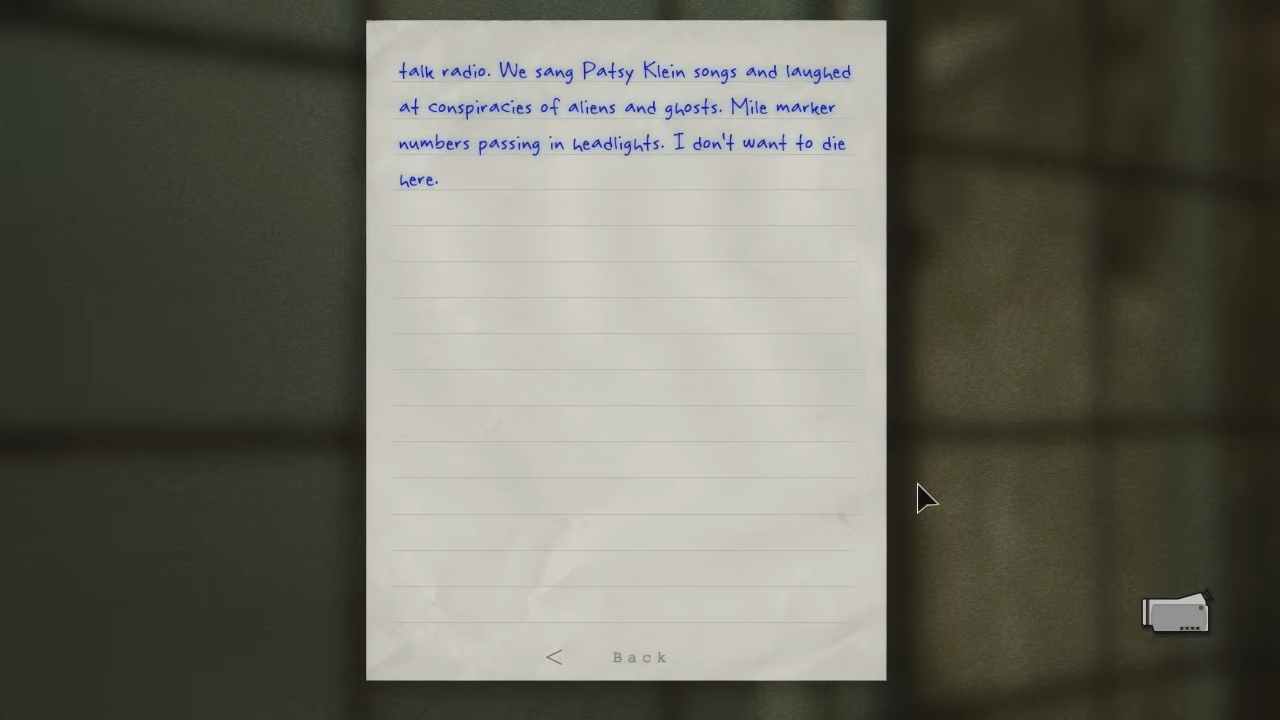 talk radio. We sang Patsy Klein songs and laughed
at conspiracies of aliens and ghosts. Mile marker
numbers passing in headlights. I don't want to die
here.
< Back